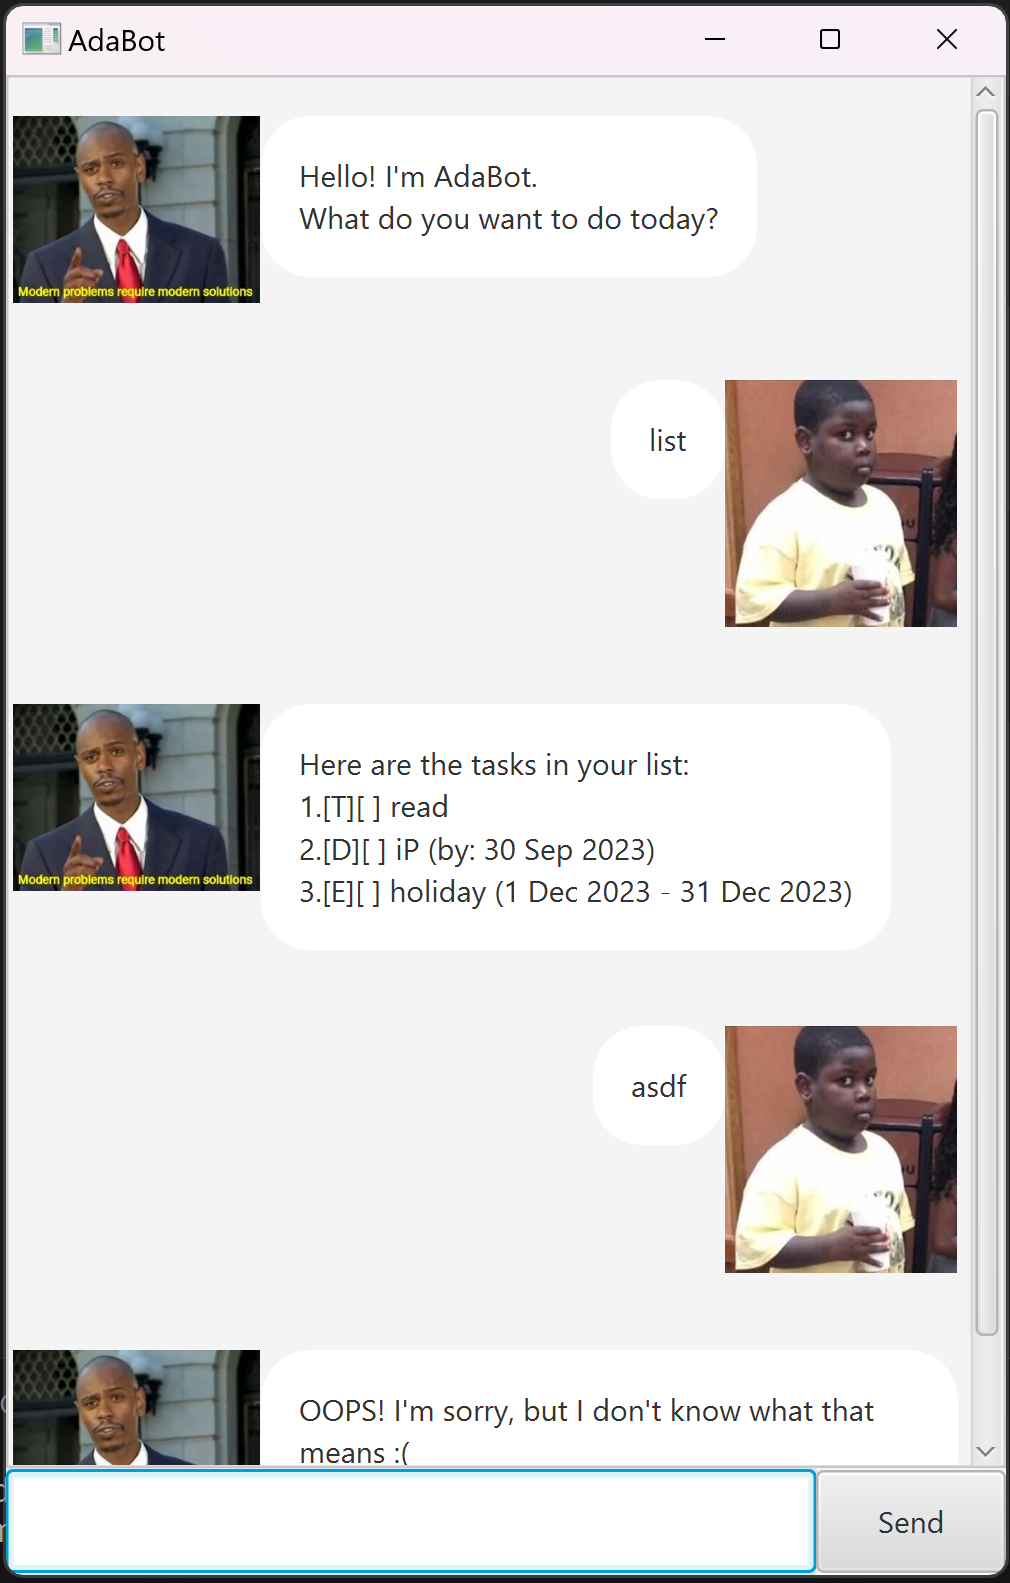 AdaBot
Hello! I'm AdaBot.
What do you want to do today?
Modern problems require modern solutions
list
Here are the tasks in your list:
1.[T][ ] read
2.[D][ ] iP (by: 30 Sep 2023)
3.[E][ ] holiday (1 Dec 2023 - 31 Dec 2023)
Modern problems require modern solutions
asdf
OOPS! I'm sorry, but I don't know what that
means :(
Send